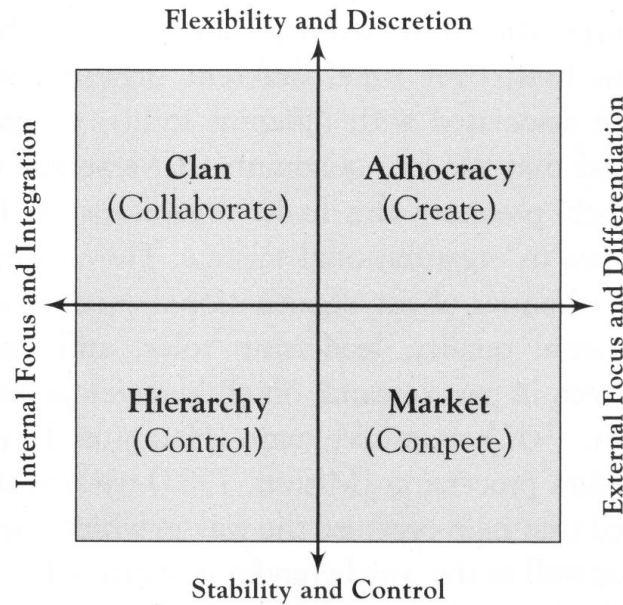 Flexibility and Discretion
Internal Focus and Integration
Clan
(Collaborate)
Adhocracy
(Create)
External Focus and Differentiation
Hierarchy
(Control)
Market
(Compete)
Stability and Control